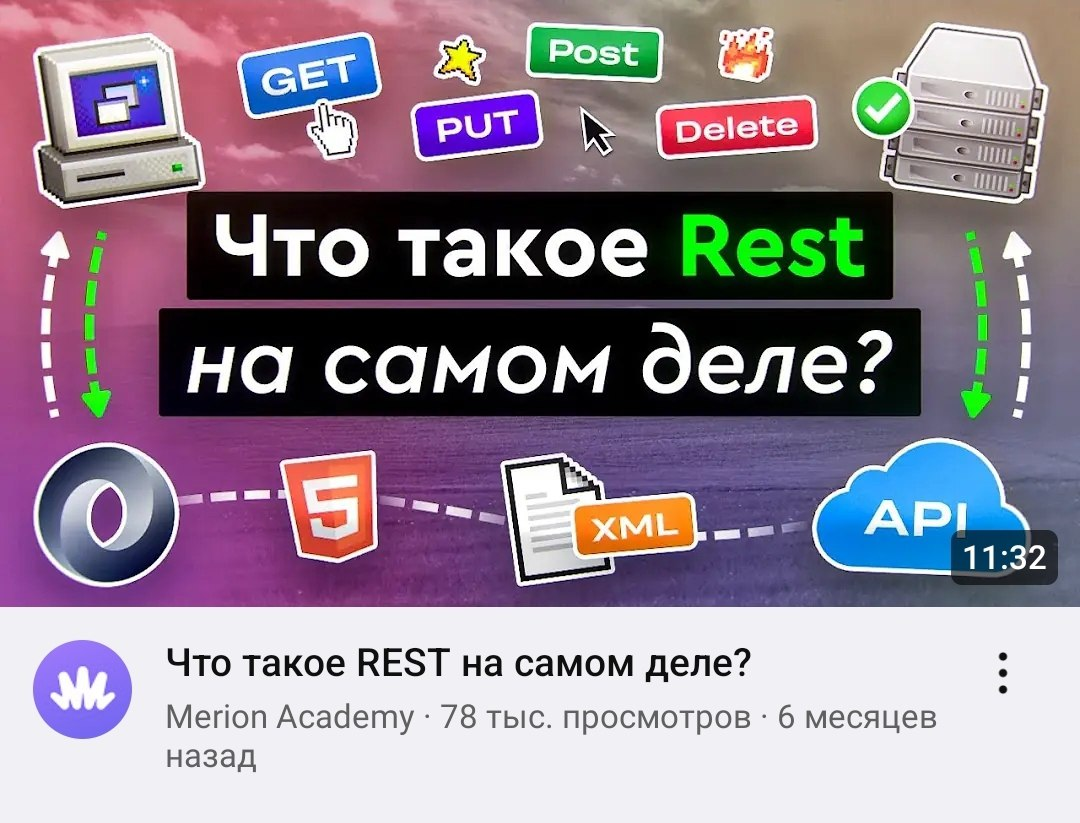 GET
Post
PUT
Delete
Что такое Rest
на самом деле?
5
XML
API
11:32
Что такое REST на самом деле?
Merion Academy · 78 тыс. просмотров · 6 месяцев
назад